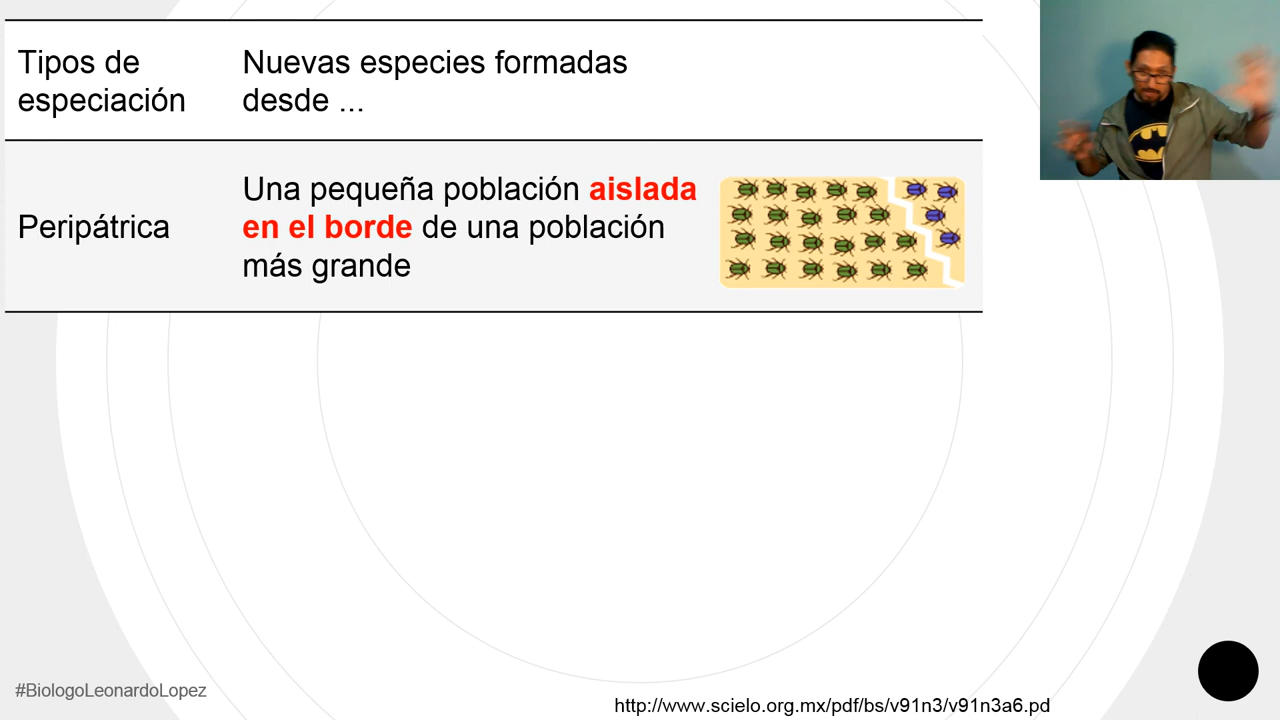 Tipos de
especiación
Nuevas especies formadas
desde ...
Peripátrica
Una pequeña población aislada
en el borde de una población
más grande
#BiologoLeonardoLopez
http://www.scielo.org.mx/pdf/bs/v91n3/v91n3a6.pd